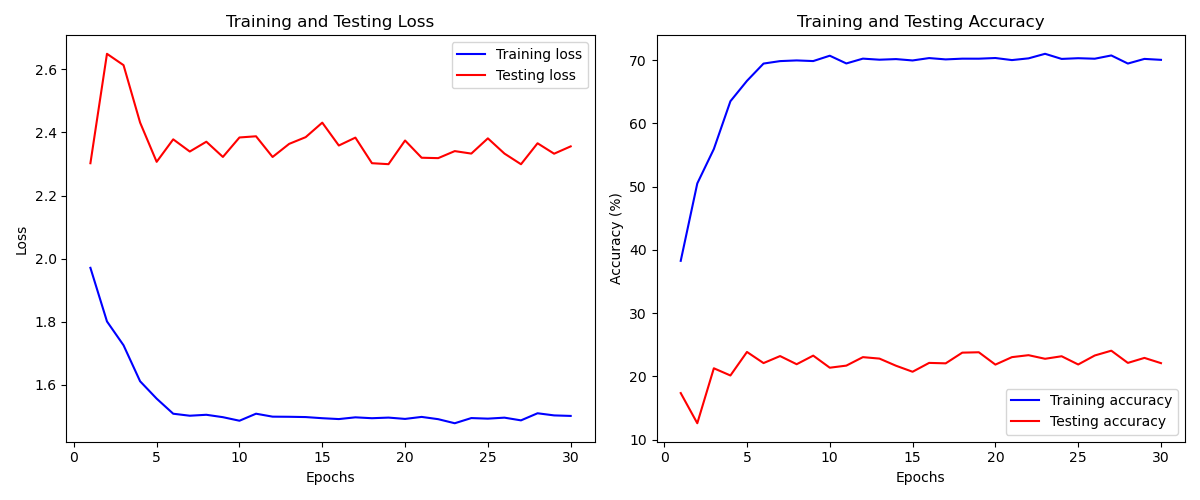 Training and Testing Loss
Training loss
Testing loss
2.6
2.4
2.2
2.0
1.8
1.6
Loss
0 5 10 15 20 25 30
Epochs
Training and Testing Accuracy
70
60
50
40
30
20
10
Accuracy (%)
Training accuracy
Testing accuracy
0 5 10 15 20 25 30
Epochs